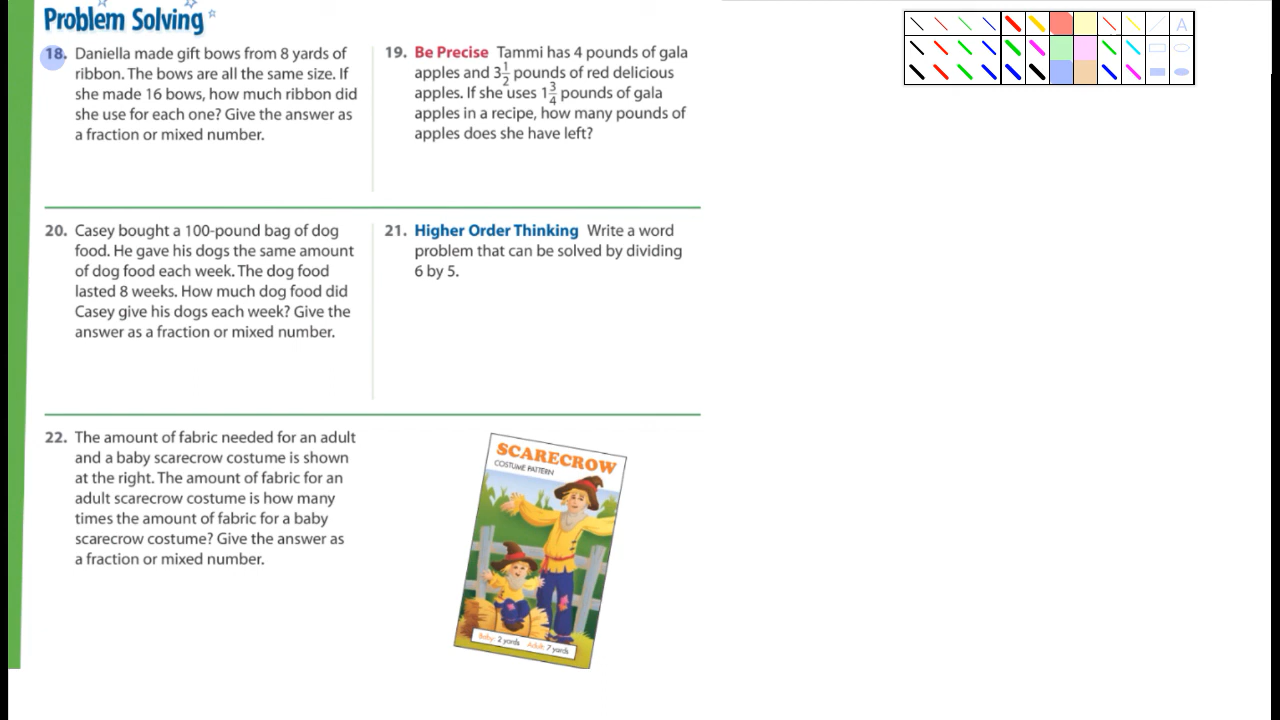 Problem Solving
18. Daniella made gift bows from 8 yards of
ribbon. The bows are all the same size. If
she made 16 bows, how much ribbon did
she use for each one? Give the answer as
a fraction or mixed number.
19. Be Precise Tammi has 4 pounds of gala
apples and 3 1/2 pounds of red delicious
apples. If she uses 1 3/4 pounds of gala
apples in a recipe, how many pounds of
apples does she have left?
20. Casey bought a 100-pound bag of dog
food. He gave his dogs the same amount
of dog food each week. The dog food
lasted 8 weeks. How much dog food did
Casey give his dogs each week? Give the
answer as a fraction or mixed number.
21. Higher Order Thinking Write a word
problem that can be solved by dividing
6 by 5.
22. The amount of fabric needed for an adult
and a baby scarecrow costume is shown
at the right. The amount of fabric for an
adult scarecrow costume is how many
times the amount of fabric for a baby
scarecrow costume? Give the answer as
a fraction or mixed number.
SCARECROW
COSTUME PATTERN
Baby: 2 yards Adult: 7 yards
A